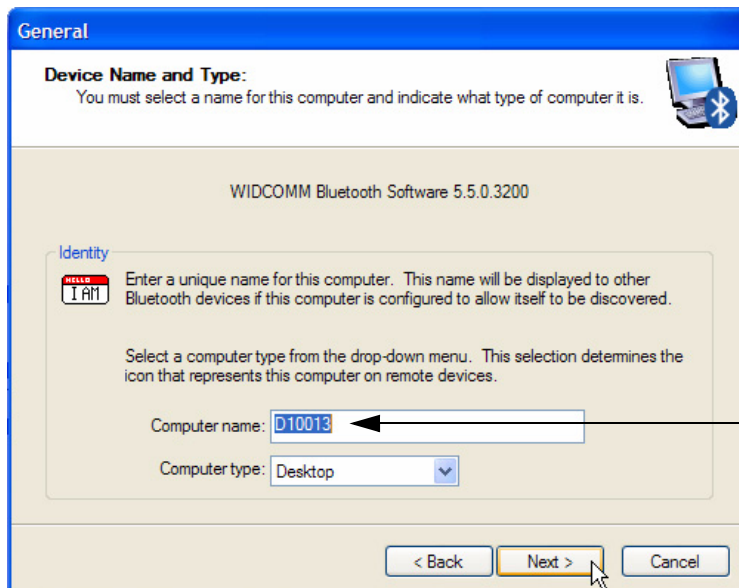 General
Device Name and Type:
You must select a name for this computer and indicate what type of computer it is.
WIDCOMM Bluetooth Software 5.5.0.3200
Identity
HELLO
I AM
Enter a unique name for this computer.  This name will be displayed to other
Bluetooth devices if this computer is configured to allow itself to be discovered.
Select a computer type from the drop-down menu.  This selection determines the
icon that represents this computer on remote devices.
Computer name: D10013
Computer type: Desktop
< Back Next > Cancel